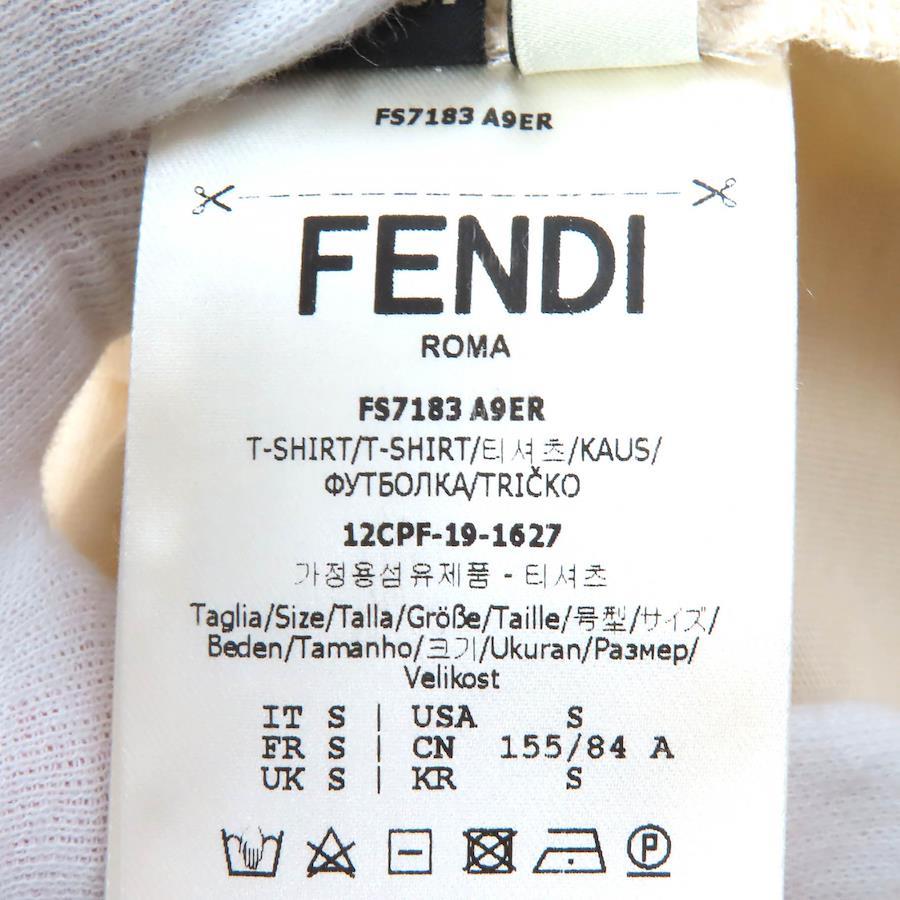 FS7183 A9ER
FENDI
ROMA
FS7183 A9ER
T-SHIRT/T-SHIRT/티셔츠/KAUS/
ФУТБОЛКА/TRIČKO
12CPF-19-1627
가정용섬유제품 - 티셔츠
Taglia/Size/Talla/Größe/Taille/号型/サイズ/
Beden/Tamanho/크기/Ukuran/Размер/
Velikost
IT S | USA S
FR S | CN 155/84 A
UK S | KR S
P